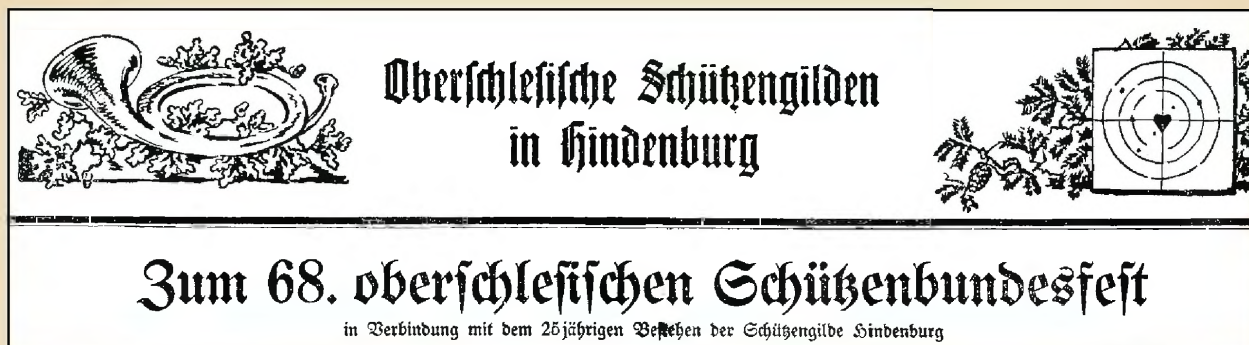 Oberschlesische Schützengilden
in Hindenburg
Zum 68. oberschlesischen Schützenbundesfest
in Verbindung mit dem 25jährigen Bestehen der Schützengilde Hindenburg